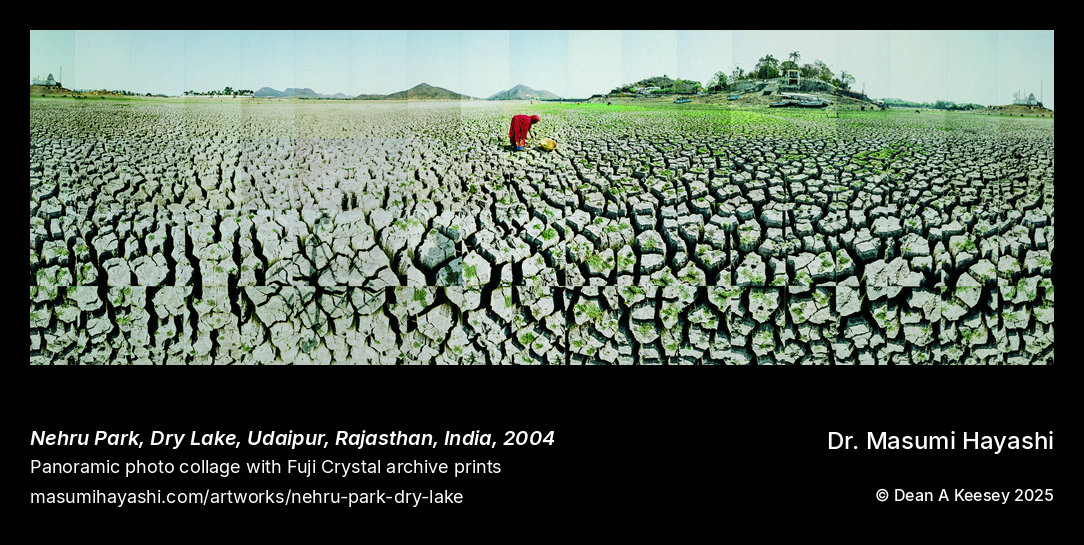 Nehru Park, Dry Lake, Udaipur, Rajasthan, India, 2004
Panoramic photo collage with Fuji Crystal archive prints
masumihayashi.com/artworks/nehru-park-dry-lake
Dr. Masumi Hayashi
© Dean A Keesey 2025